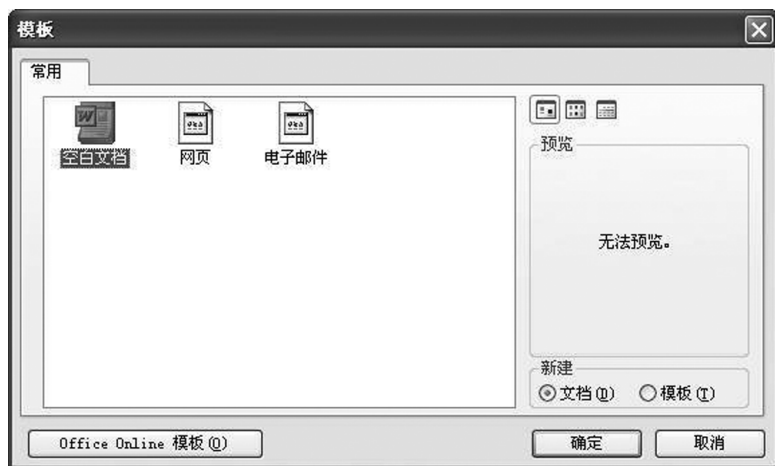 模板
常用
空白文档
网页
电子邮件
预览
无法预览。
新建
文档(D)
模板(T)
Office Online 模板(O)
确定
取消